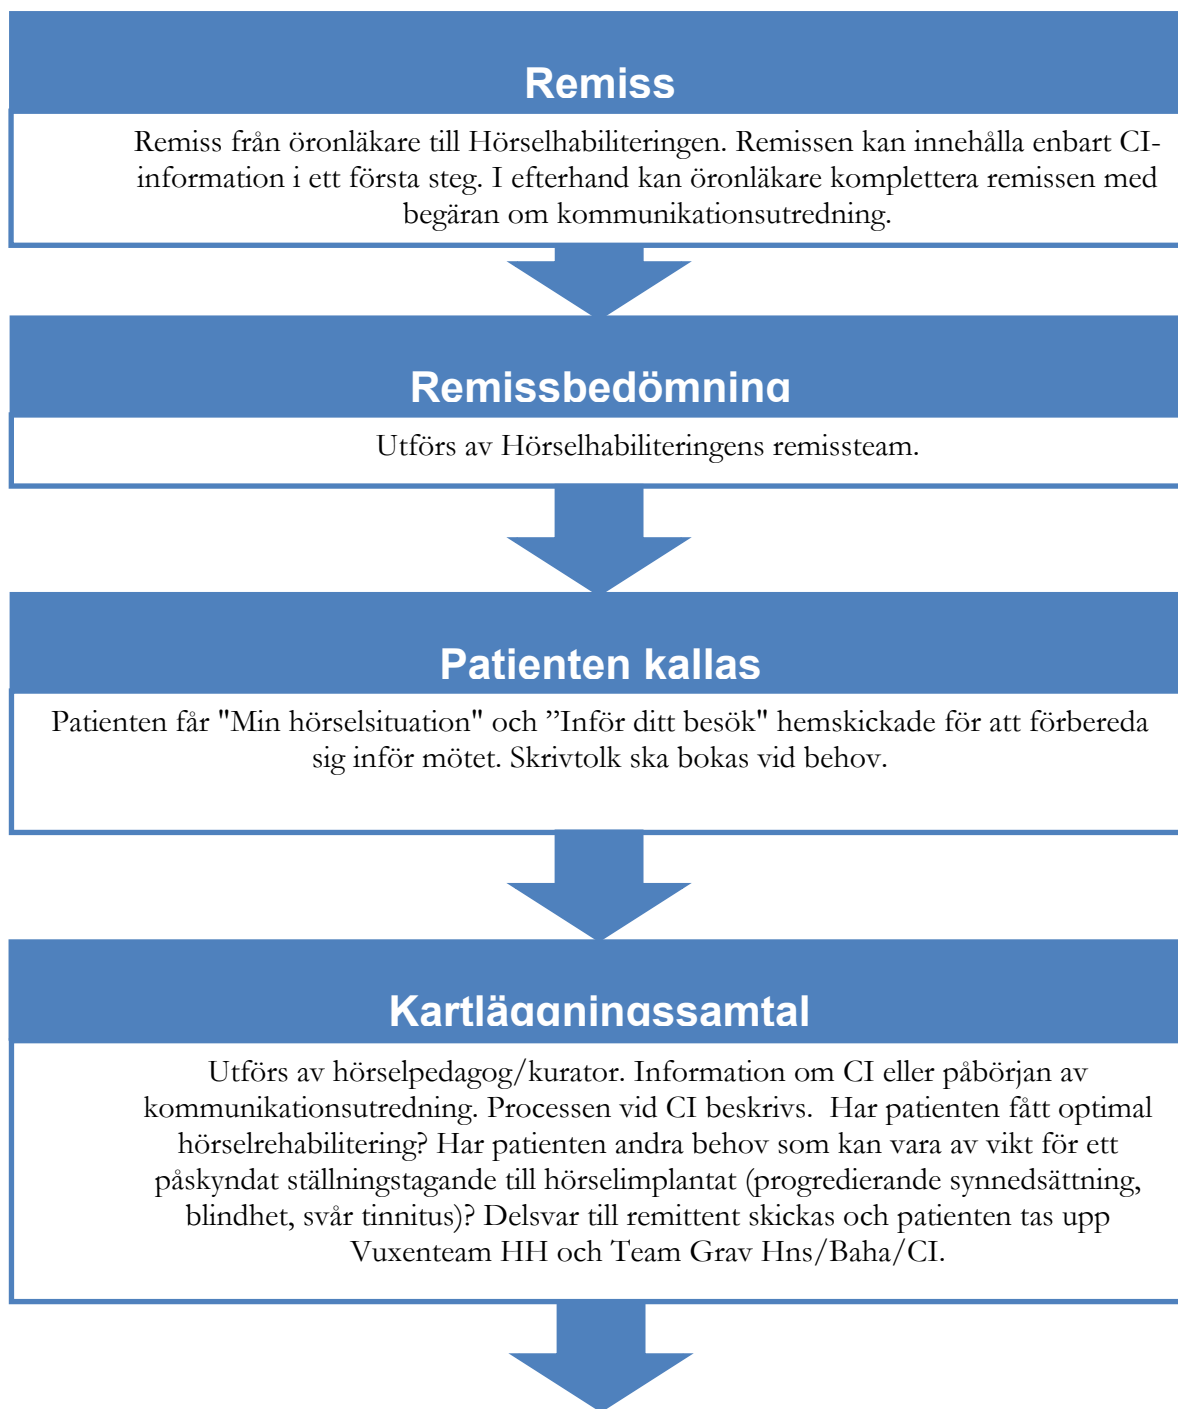 Remiss
Remiss från öronläkare till Hörselhabiliteringen. Remissen kan innehålla enbart CI-
information i ett första steg. I efterhand kan öronläkare komplettera remissen med
begäran om kommunikationsutredning.
Remissbedömning
Utförs av Hörselhabiliteringens remissteam.
Patienten kallas
Patienten får "Min hörselsituation" och ”Inför ditt besök" hemskickade för att förbereda
sig inför mötet. Skrivtolk ska bokas vid behov.
Kartläggningssamtal
Utförs av hörselpedagog/kurator. Information om CI eller påbörjan av
kommunikationsutredning. Processen vid CI beskrivs.  Har patienten fått optimal
hörselrehabilitering? Har patienten andra behov som kan vara av vikt för ett
påskyndat ställningstagande till hörselimplantat (progredierande synnedsättning,
blindhet, svår tinnitus)? Delsvar till remittent skickas och patienten tas upp
Vuxenteam HH och Team Grav Hns/Baha/CI.